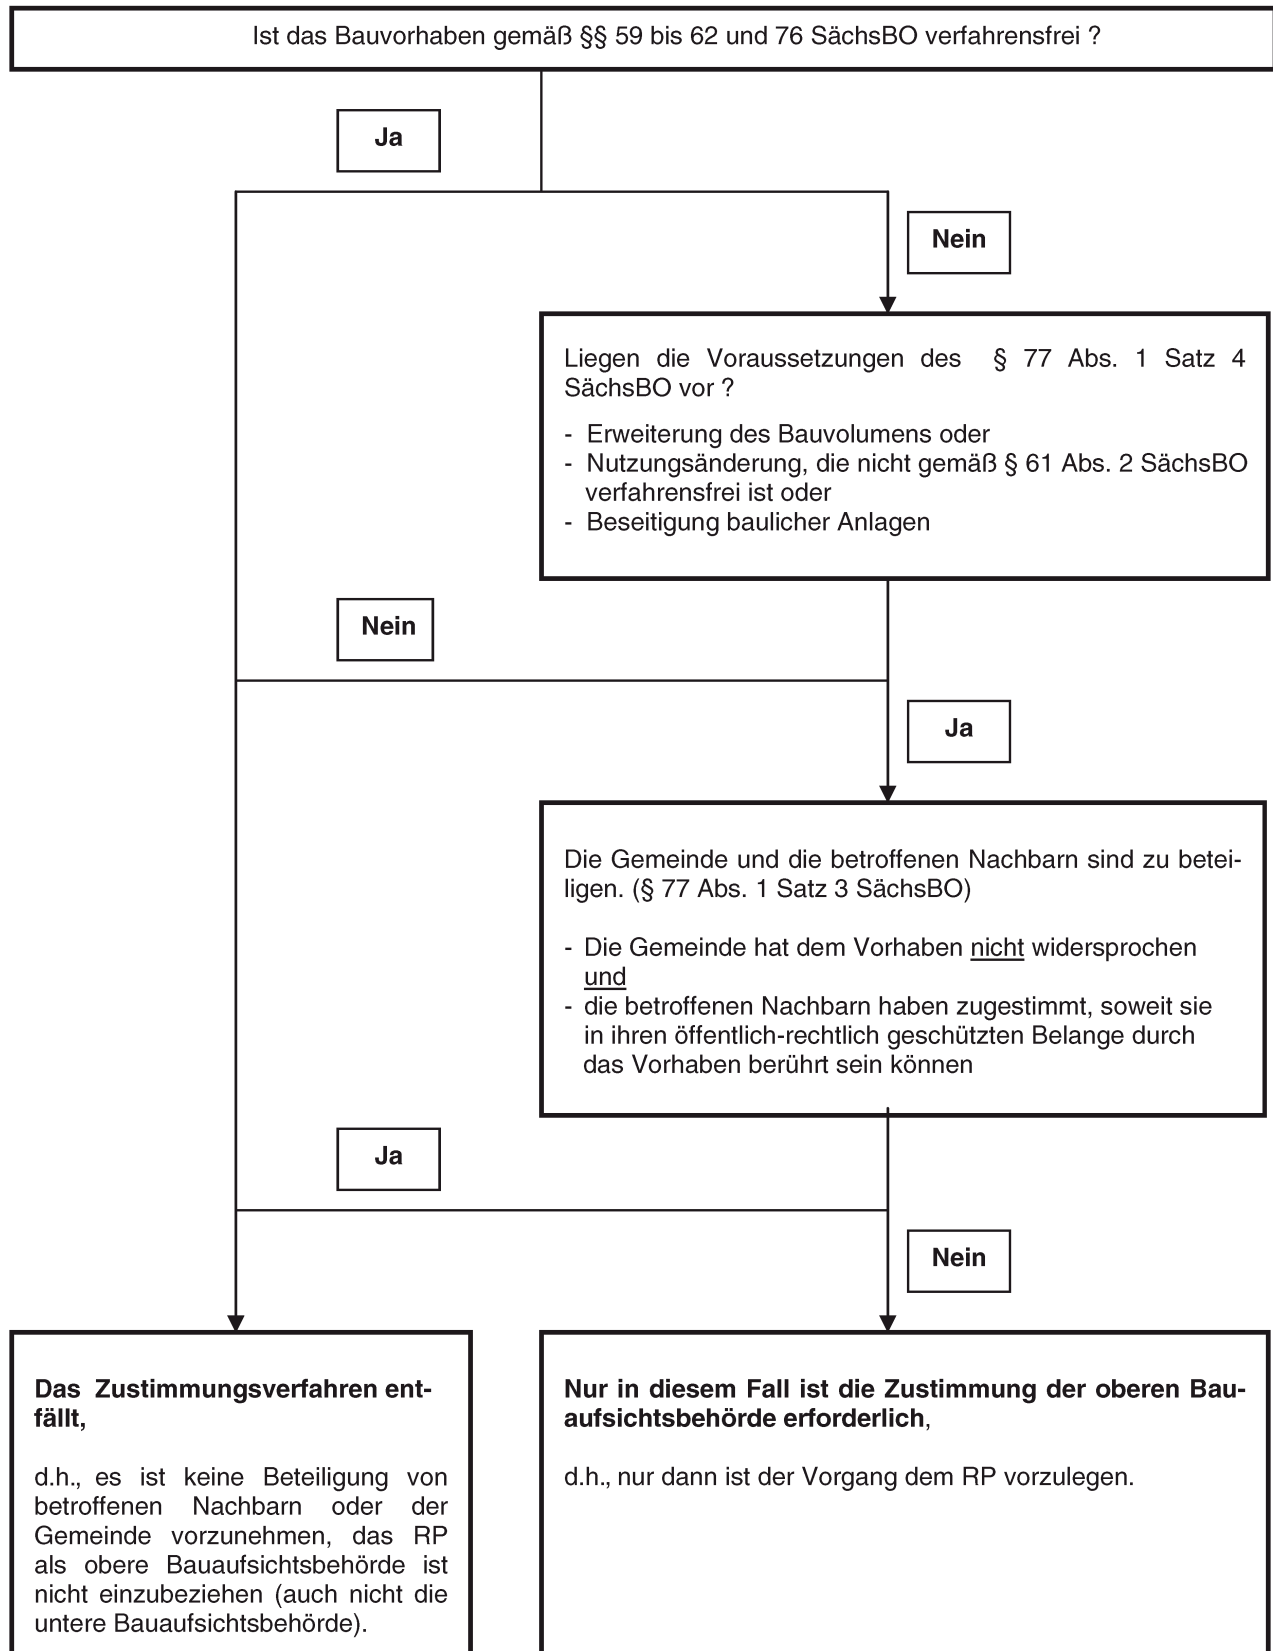 Ist das Bauvorhaben gemäß §§ 59 bis 62 und 76 SächsBO verfahrensfrei ?
Ja
Nein
Liegen die Voraussetzungen des § 77 Abs. 1 Satz 4
SächsBO vor ?
- Erweiterung des Bauvolumens oder
- Nutzungsänderung, die nicht gemäß § 61 Abs. 2 SächsBO
verfahrensfrei ist oder
- Beseitigung baulicher Anlagen
Nein
Ja
Die Gemeinde und die betroffenen Nachbarn sind zu betei-
ligen. (§ 77 Abs. 1 Satz 3 SächsBO)
- Die Gemeinde hat dem Vorhaben nicht widersprochen
und
- die betroffenen Nachbarn haben zugestimmt, soweit sie
in ihren öffentlich-rechtlich geschützten Belange durch
das Vorhaben berührt sein können
Ja
Nein
Das Zustimmungsverfahren ent-
fällt,
d.h., es ist keine Beteiligung von
betroffenen Nachbarn oder der
Gemeinde vorzunehmen, das RP
als obere Bauaufsichtsbehörde ist
nicht einzubeziehen (auch nicht die
untere Bauaufsichtsbehörde).
Nur in diesem Fall ist die Zustimmung der oberen Bau-
aufsichtsbehörde erforderlich,
d.h., nur dann ist der Vorgang dem RP vorzulegen.